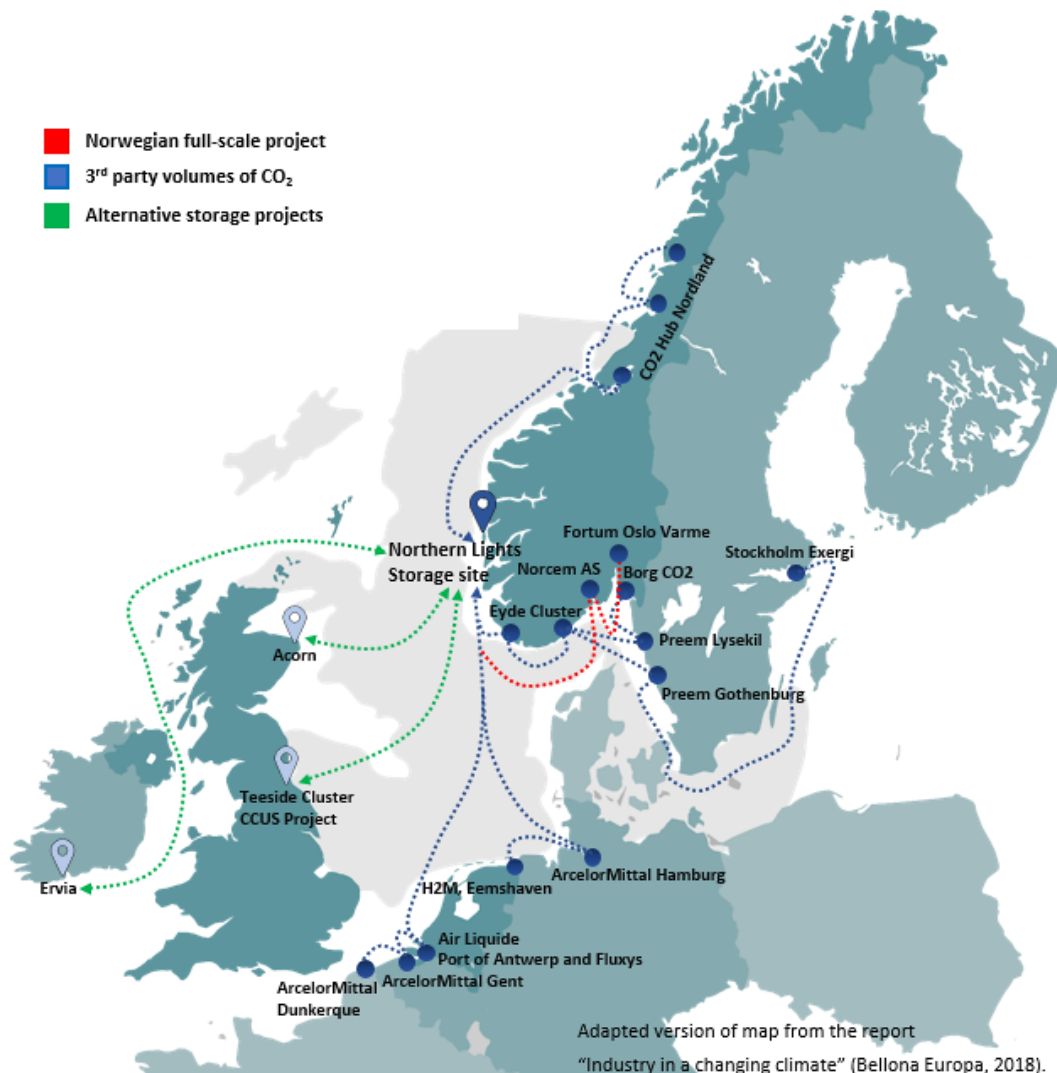 Norwegian full-scale project
3rd party volumes of CO2
Alternative storage projects
CO2 Hub Nordland
Northern Lights
Storage site
Fortum Oslo Varme
Norcem AS
Borg CO2
Stockholm Exergi
Eyde Cluster
Preem Lysekil
Acorn
Preem Gothenburg
Teeside Cluster
CCUS Project
Ervia
H2M, Eemshaven
ArcelorMittal Hamburg
Air Liquide
Port of Antwerp and Fluxys
ArcelorMittal Gent
ArcelorMittal
Dunkerque
Adapted version of map from the report
“Industry in a changing climate” (Bellona Europa, 2018).